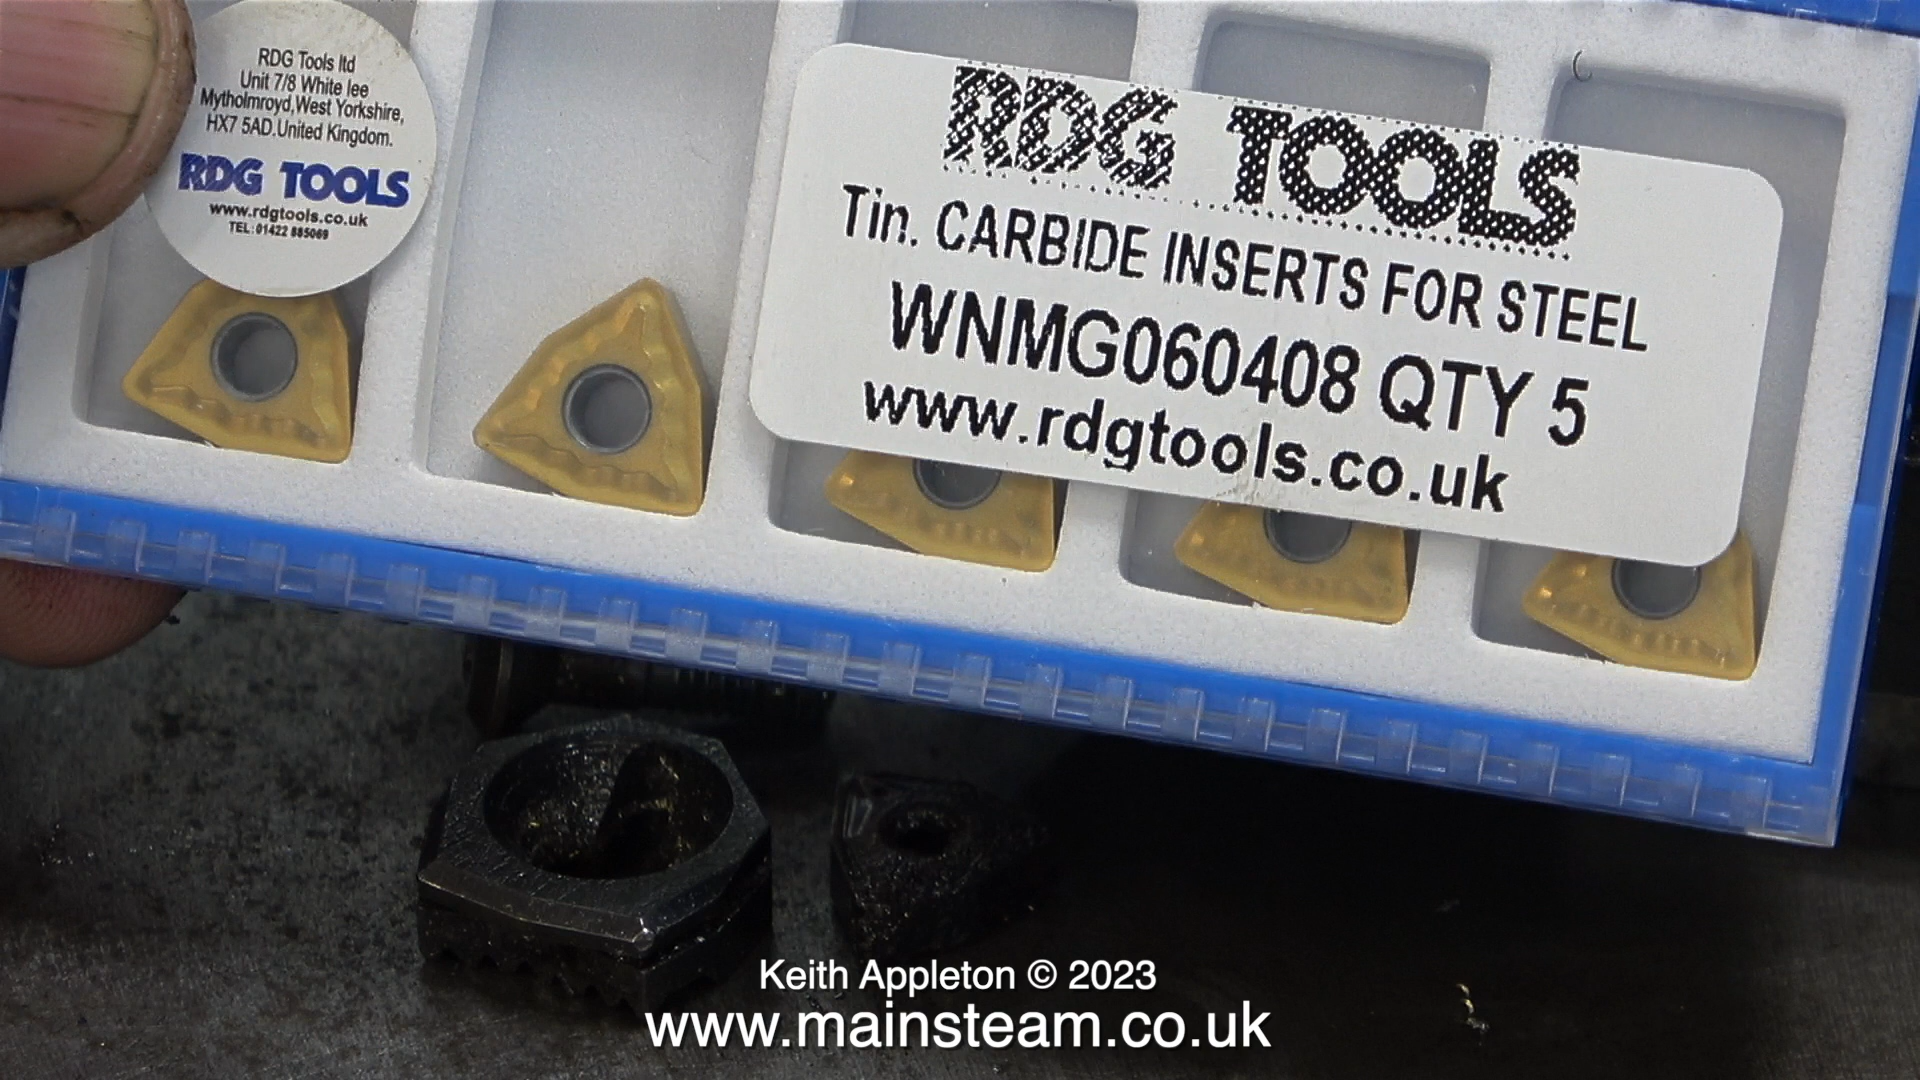 RDG Tools ltd
Unit 7/8 White lee
Mytholmroyd,West Yorkshire,
HX7 5AD.United Kingdom.
RDG TOOLS
www.rdgtools.co.uk
TEL:01422 885069
RDG TOOLS
Tin. CARBIDE INSERTS FOR STEEL
WNMG060408 QTY 5
www.rdgtools.co.uk
Keith Appleton © 2023
www.mainsteam.co.uk